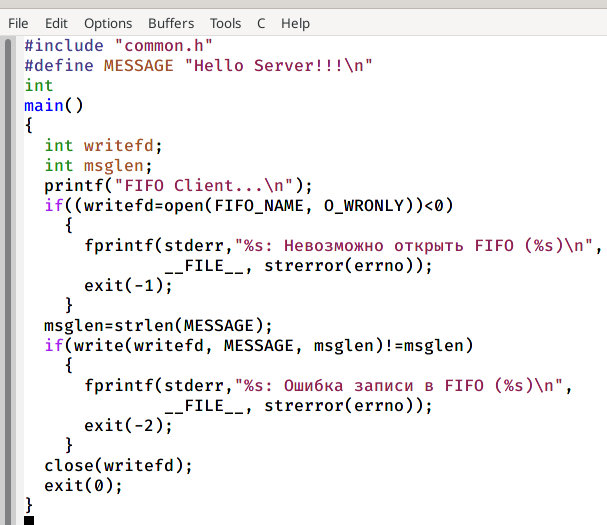 File Edit Options Buffers Tools C Help
#include "common.h"
#define MESSAGE "Hello Server!!!\n"
int
main()
{
  int writefd;
  int msglen;
  printf("FIFO Client...\n");
  if((writefd=open(FIFO_NAME, O_WRONLY))<0)
    {
      fprintf(stderr,"%s: Невозможно открыть FIFO (%s)\n",
              __FILE__, strerror(errno));
      exit(-1);
    }
  msglen=strlen(MESSAGE);
  if(write(writefd, MESSAGE, msglen)!=msglen)
    {
      fprintf(stderr,"%s: Ошибка записи в FIFO (%s)\n",
              __FILE__, strerror(errno));
      exit(-2);
    }
  close(writefd);
  exit(0);
}